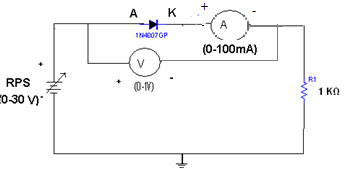 A K + A -
1N4007GP
(0-100mA)
+ V -
(0-1V)
+
RPS
(0-30 V) -
R1
1 KΩ